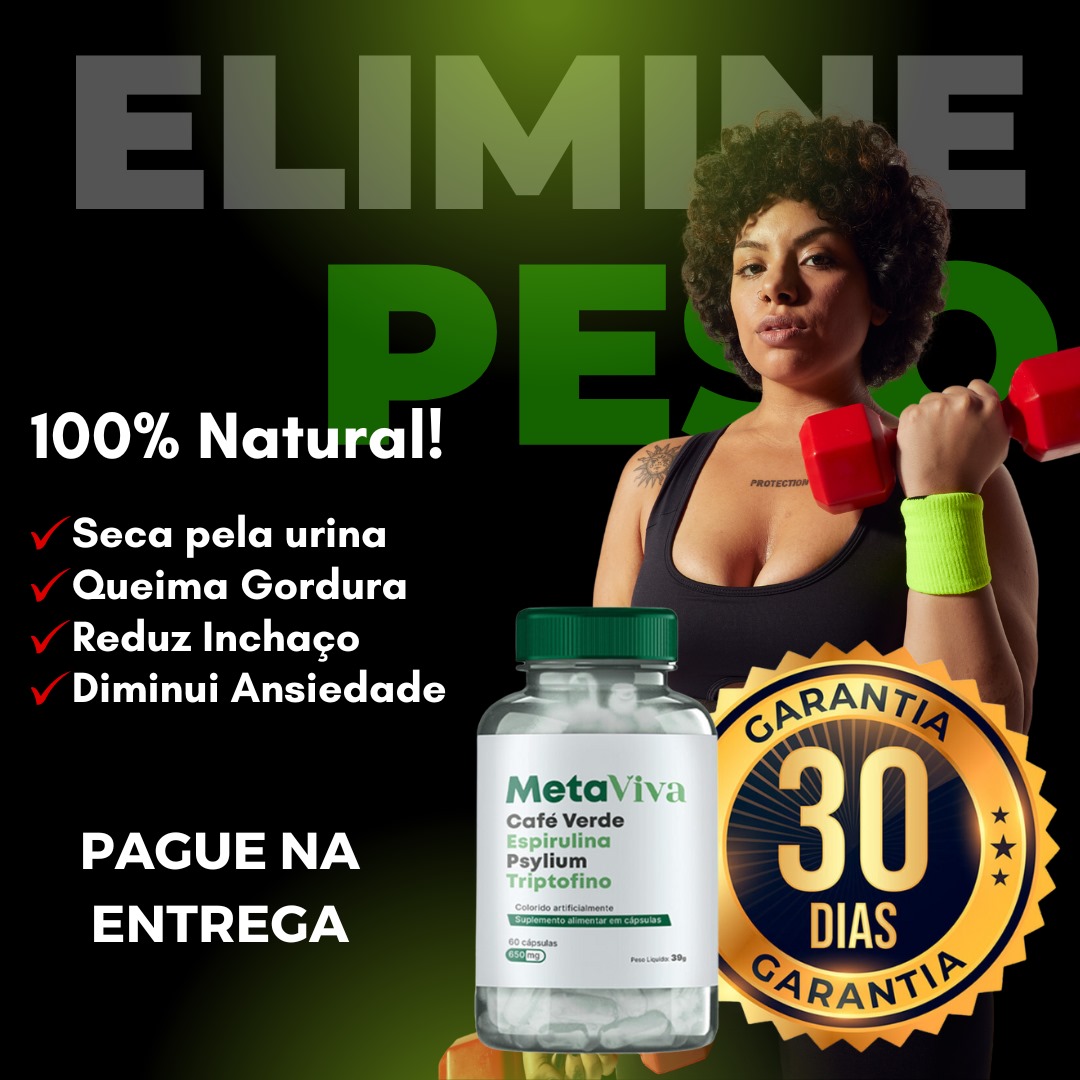 ELIMINE
PESO
100% Natural!
Seca pela urina
Queima Gordura
Reduz Inchaço
Diminui Ansiedade
PAGUE NA
ENTREGA
PROTECTION
MetaViva
Café Verde
Espirulina
Psylium
Triptofino
Colorido artificialmente
Suplemento alimentar em cápsulas
60 cápsulas
650 mg
Peso Líquido: 39g
GARANTIA
30
DIAS
GARANTIA